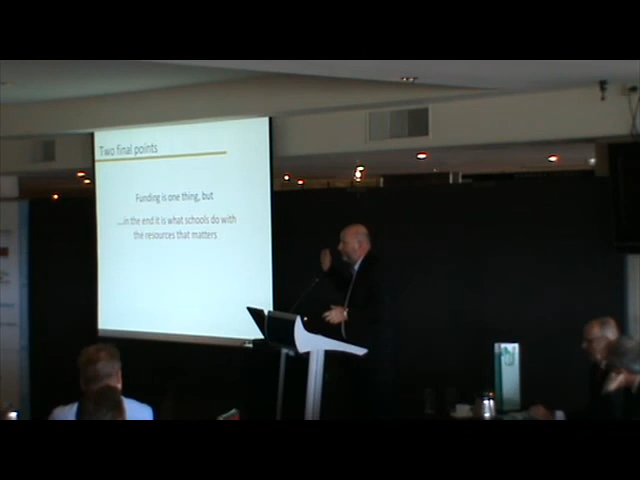 Two final points
Funding is one thing, but
...in the end it is what schools do with
the resources that matters